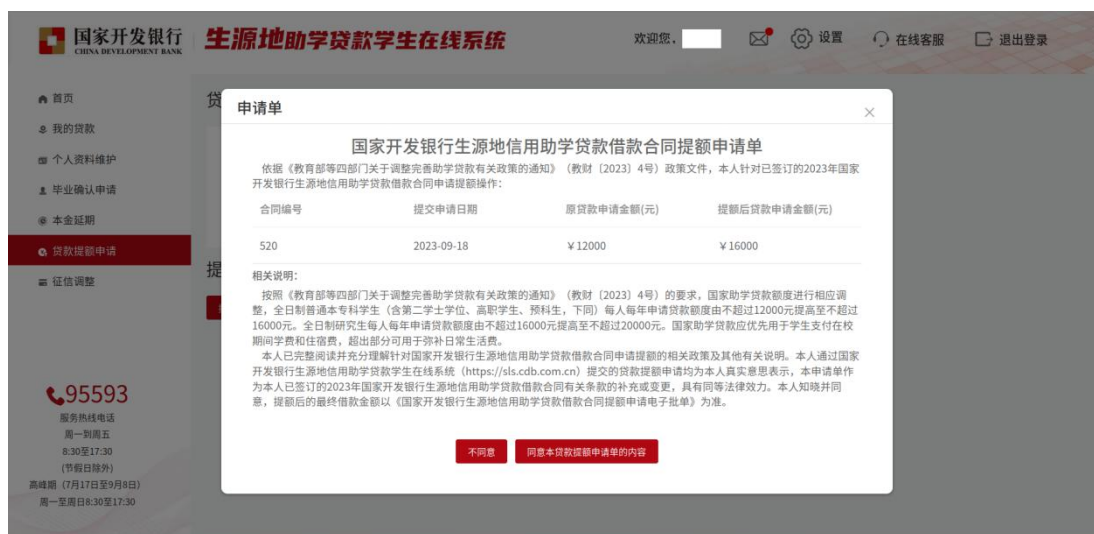 国家开发银行
CHINA DEVELOPMENT BANK
生源地助学贷款学生在线系统
欢迎您，
设置
在线客服
退出登录
首页
我的贷款
个人资料维护
毕业确认申请
本金延期
贷款提额申请
征信调整
95593
服务热线电话
周一到周五
8:30至17:30
(节假日除外)
高峰期（7月17日至9月8日）
周一至周日8:30至17:30
贷
提
申请单
国家开发银行生源地信用助学贷款借款合同提额申请单
依据《教育部等四部门关于调整完善助学贷款有关政策的通知》（教财〔2023〕4号）政策文件，本人针对已签订的2023年国家
开发银行生源地信用助学贷款借款合同申请提额操作：
合同编号 提交申请日期 原贷款申请金额(元) 提额后贷款申请金额(元)
520 2023-09-18 ￥12000 ￥16000
相关说明：
按照《教育部等四部门关于调整完善助学贷款有关政策的通知》（教财〔2023〕4号）的要求，国家助学贷款额度进行相应调
整，全日制普通本专科学生（含第二学士学位、高职学生、预科生，下同）每人每年申请贷款额度由不超过12000元提高至不超过
16000元。全日制研究生每人每年申请贷款额度由不超过16000元提高至不超过20000元。国家助学贷款应优先用于学生支付在校
期间学费和住宿费，超出部分可用于弥补日常生活费。
本人已完整阅读并充分理解针对国家开发银行生源地信用助学贷款借款合同申请提额的相关政策及其他有关说明。本人通过国家
开发银行生源地助学贷款学生在线系统（https://sls.cdb.com.cn）提交的贷款提额申请均为本人真实意思表示，本申请单作
为本人已签订的2023年国家开发银行生源地信用助学贷款借款合同有关条款的补充或变更，具有同等法律效力。本人知晓并同
意，提额后的最终借款金额以《国家开发银行生源地信用助学贷款借款合同提额申请电子批单》为准。
不同意
同意本贷款提额申请单的内容